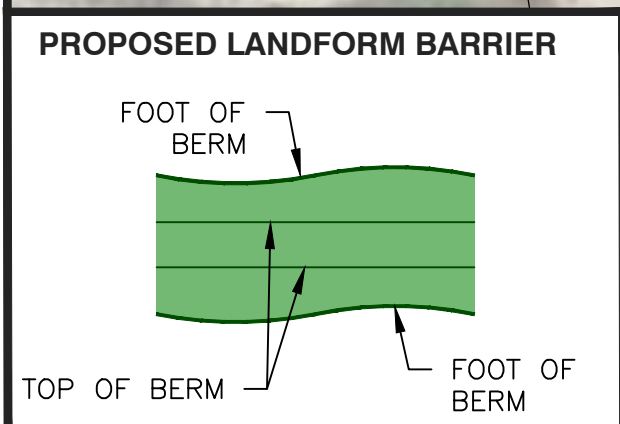 PROPOSED LANDFORM BARRIER
FOOT OF
BERM
TOP OF BERM
FOOT OF
BERM